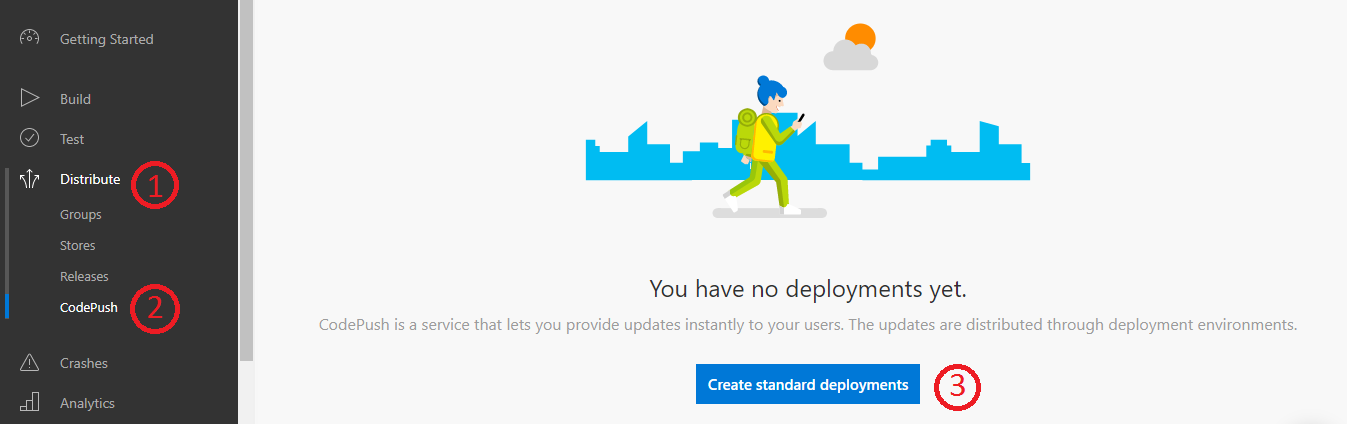 Getting Started
Build
Test
Distribute 1
Groups
Stores
Releases
CodePush 2
Crashes
Analytics
You have no deployments yet.
CodePush is a service that lets you provide updates instantly to your users. The updates are distributed through deployment environments.
Create standard deployments 3